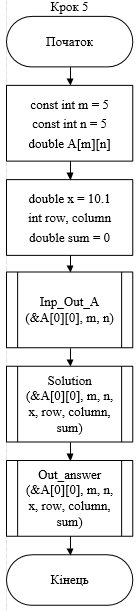 Крок 5
Початок
const int m = 5
const int n = 5
double A[m][n]
double x = 10.1
int row, column
double sum = 0
Inp_Out_A
(&A[0][0], m, n)
Solution
(&A[0][0], m, n,
x, row, column,
sum)
Out_answer
(&A[0][0], m, n,
x, row, column,
sum)
Кінець